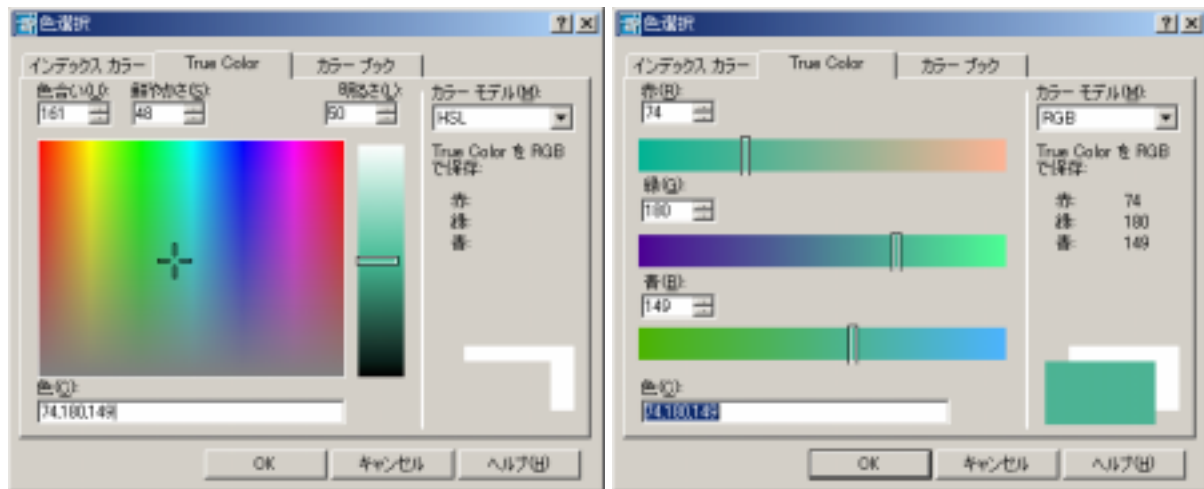 色選択
インデックス カラー True Color カラー ブック
色合い(U): 鮮やかさ(S): 明るさ(L): カラー モデル(M):
161 48 50 HSL
True Color を RGB
で保存:
赤:
緑:
青:
色(C):
74,180,149
OK キャンセル ヘルプ(H)
色選択
インデックス カラー True Color カラー ブック
赤(R): カラー モデル(M):
74 RGB
True Color を RGB
で保存:
緑(G): 赤: 74
180 緑: 180
青: 149
青(B):
149
色(C):
74,180,149
OK キャンセル ヘルプ(H)